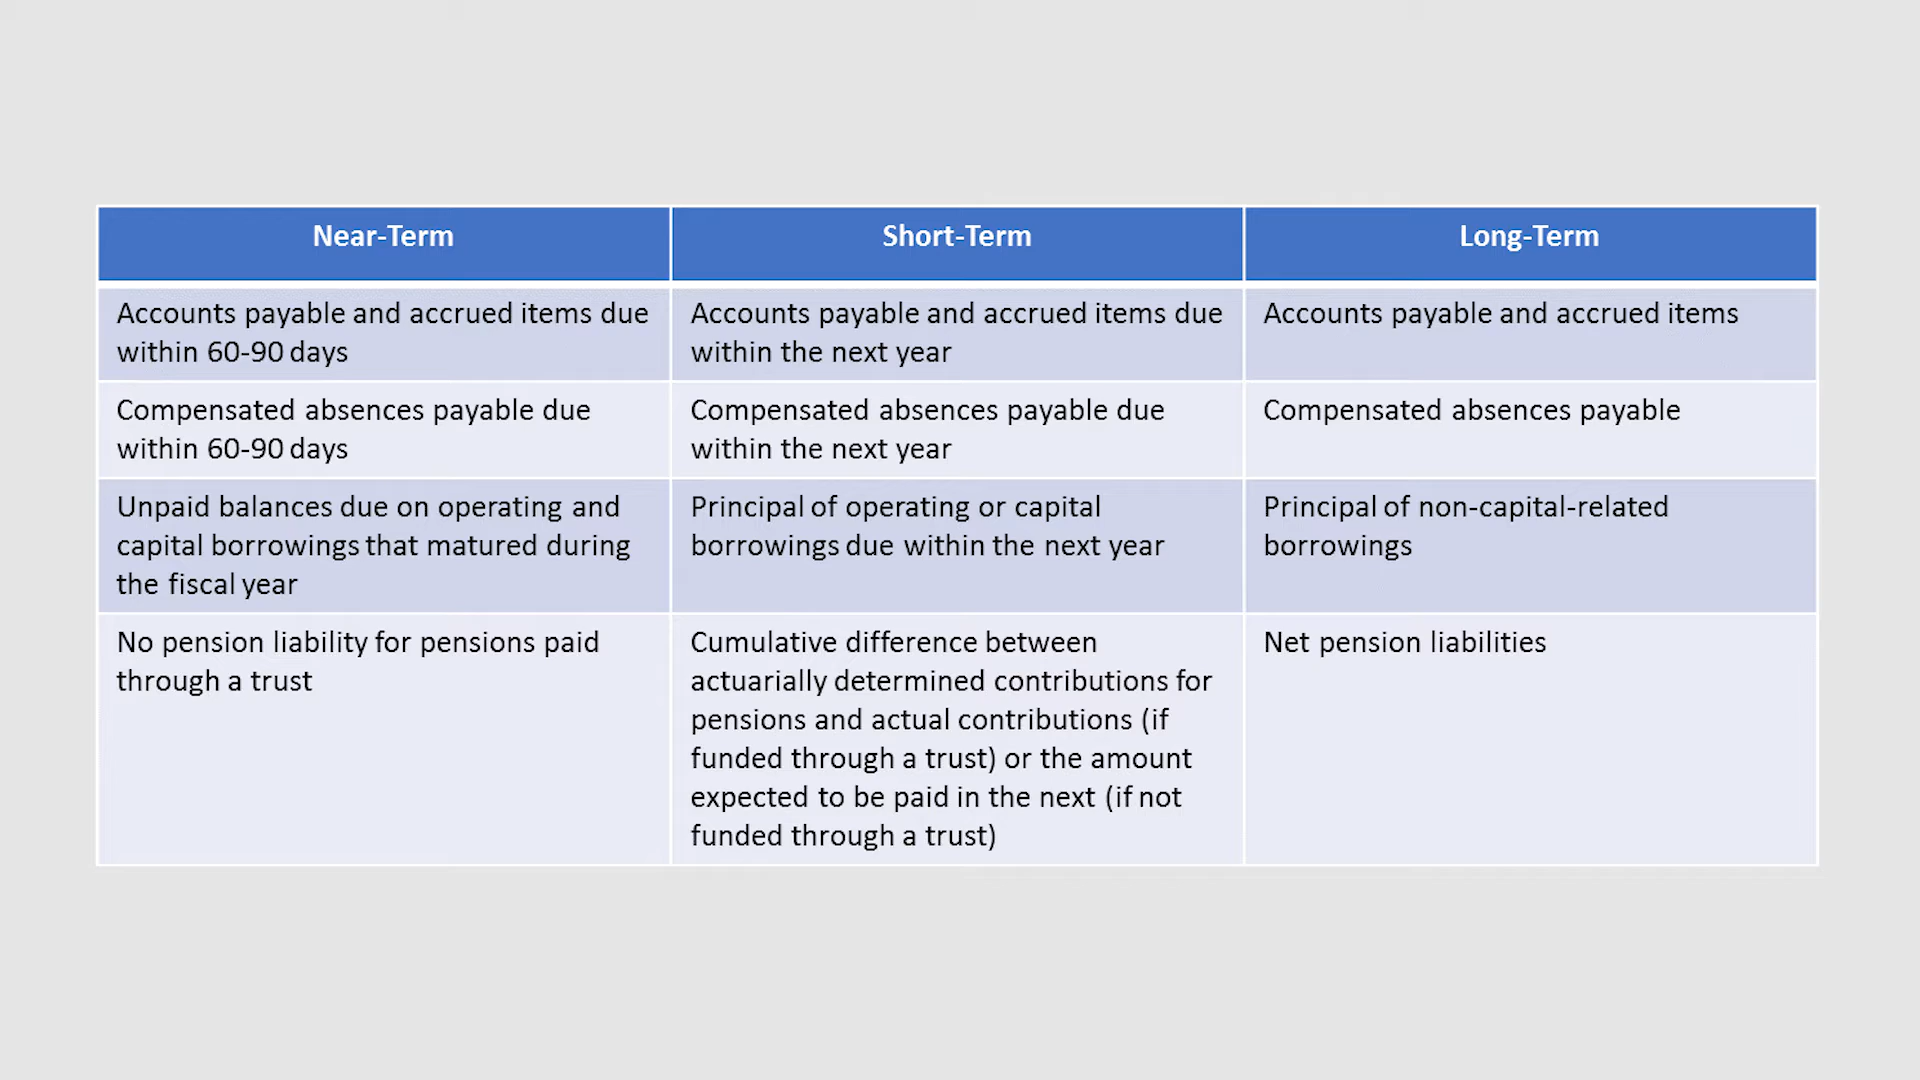 Near-Term
Short-Term
Long-Term
Accounts payable and accrued items due
within 60-90 days
Accounts payable and accrued items due
within the next year
Accounts payable and accrued items
Compensated absences payable due
within 60-90 days
Compensated absences payable due
within the next year
Compensated absences payable
Unpaid balances due on operating and
capital borrowings that matured during
the fiscal year
Principal of operating or capital
borrowings due within the next year
Principal of non-capital-related
borrowings
No pension liability for pensions paid
through a trust
Cumulative difference between
actuarially determined contributions for
pensions and actual contributions (if
funded through a trust) or the amount
expected to be paid in the next (if not
funded through a trust)
Net pension liabilities